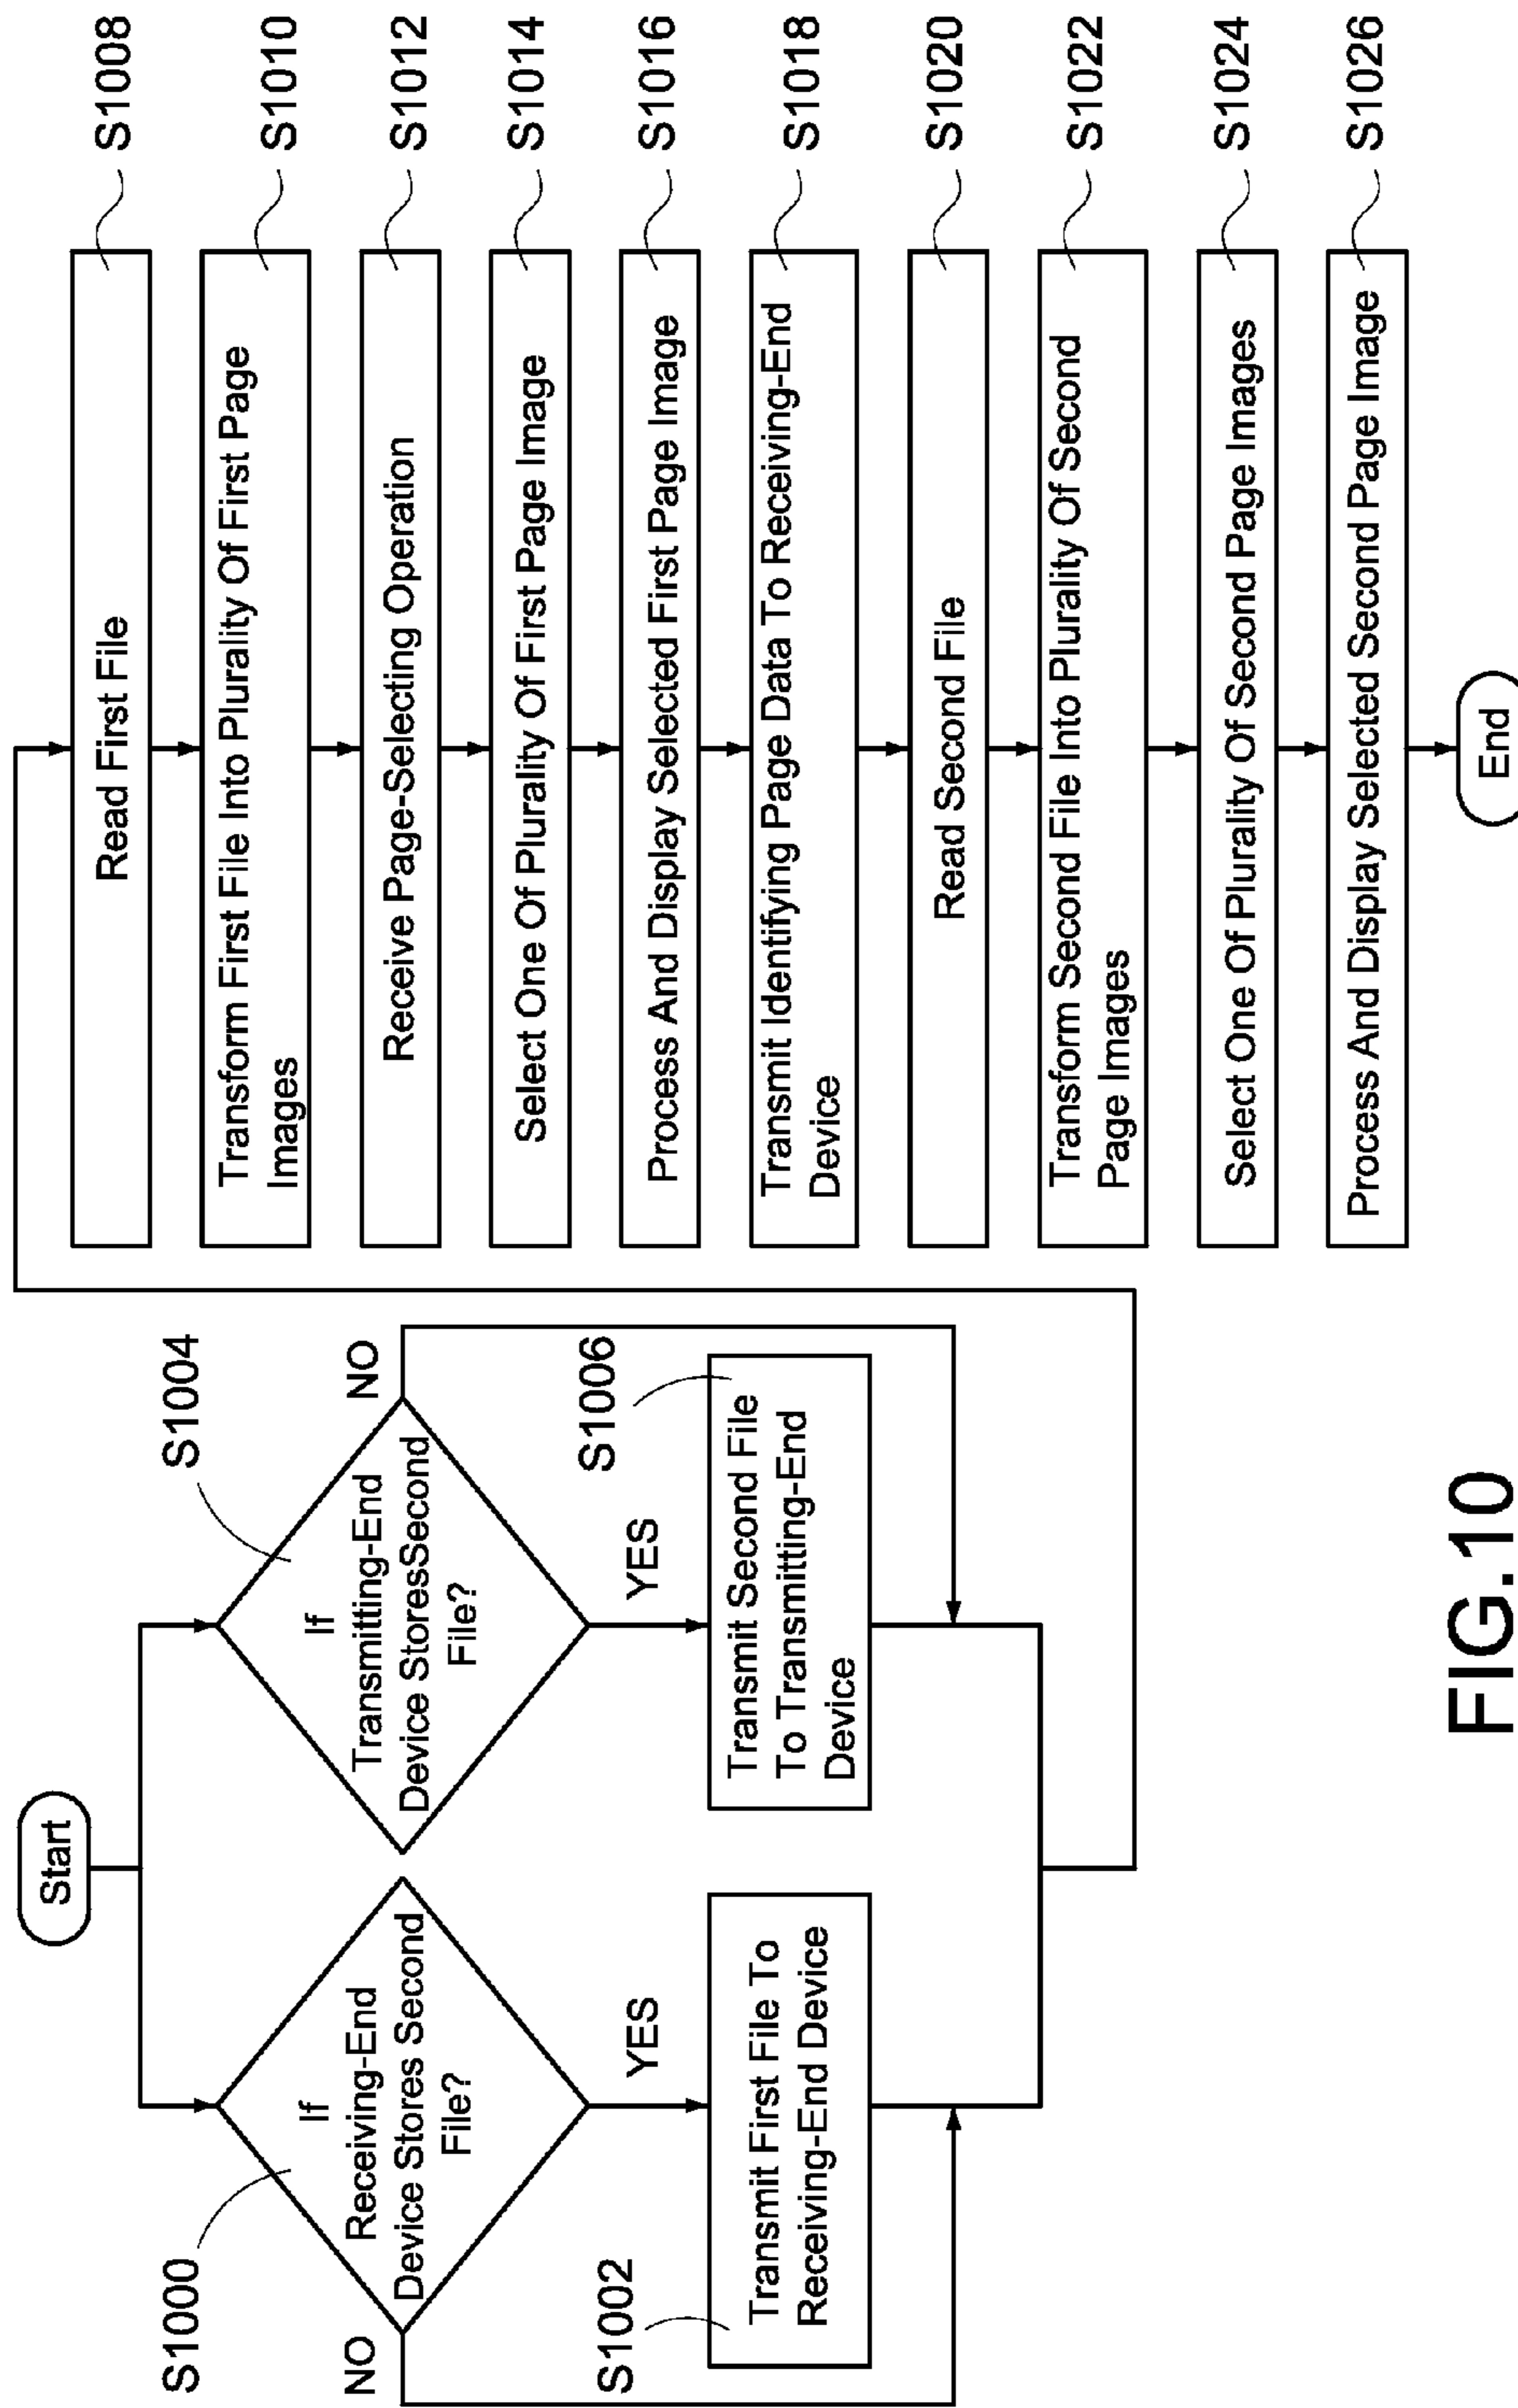 Start
S1000
If
Receiving-End
Device Stores Second
File?
NO
YES
S1002
Transmit First File To
Receiving-End Device
S1004
If
Transmitting-End
Device StoresSecond
File?
NO
YES
S1006
Transmit Second File
To Transmitting-End
Device
Read First File
S1008
Transform First File Into Plurality Of First Page
Images
S1010
Receive Page-Selecting Operation
S1012
Select One Of Plurality Of First Page Image
S1014
Process And Display Selected First Page Image
S1016
Transmit Identifying Page Data To Receiving-End
Device
S1018
Read Second File
S1020
Transform Second File Into Plurality Of Second
Page Images
S1022
Select One Of Plurality Of Second Page Images
S1024
Process And Display Selected Second Page Image
S1026
End
FIG.10